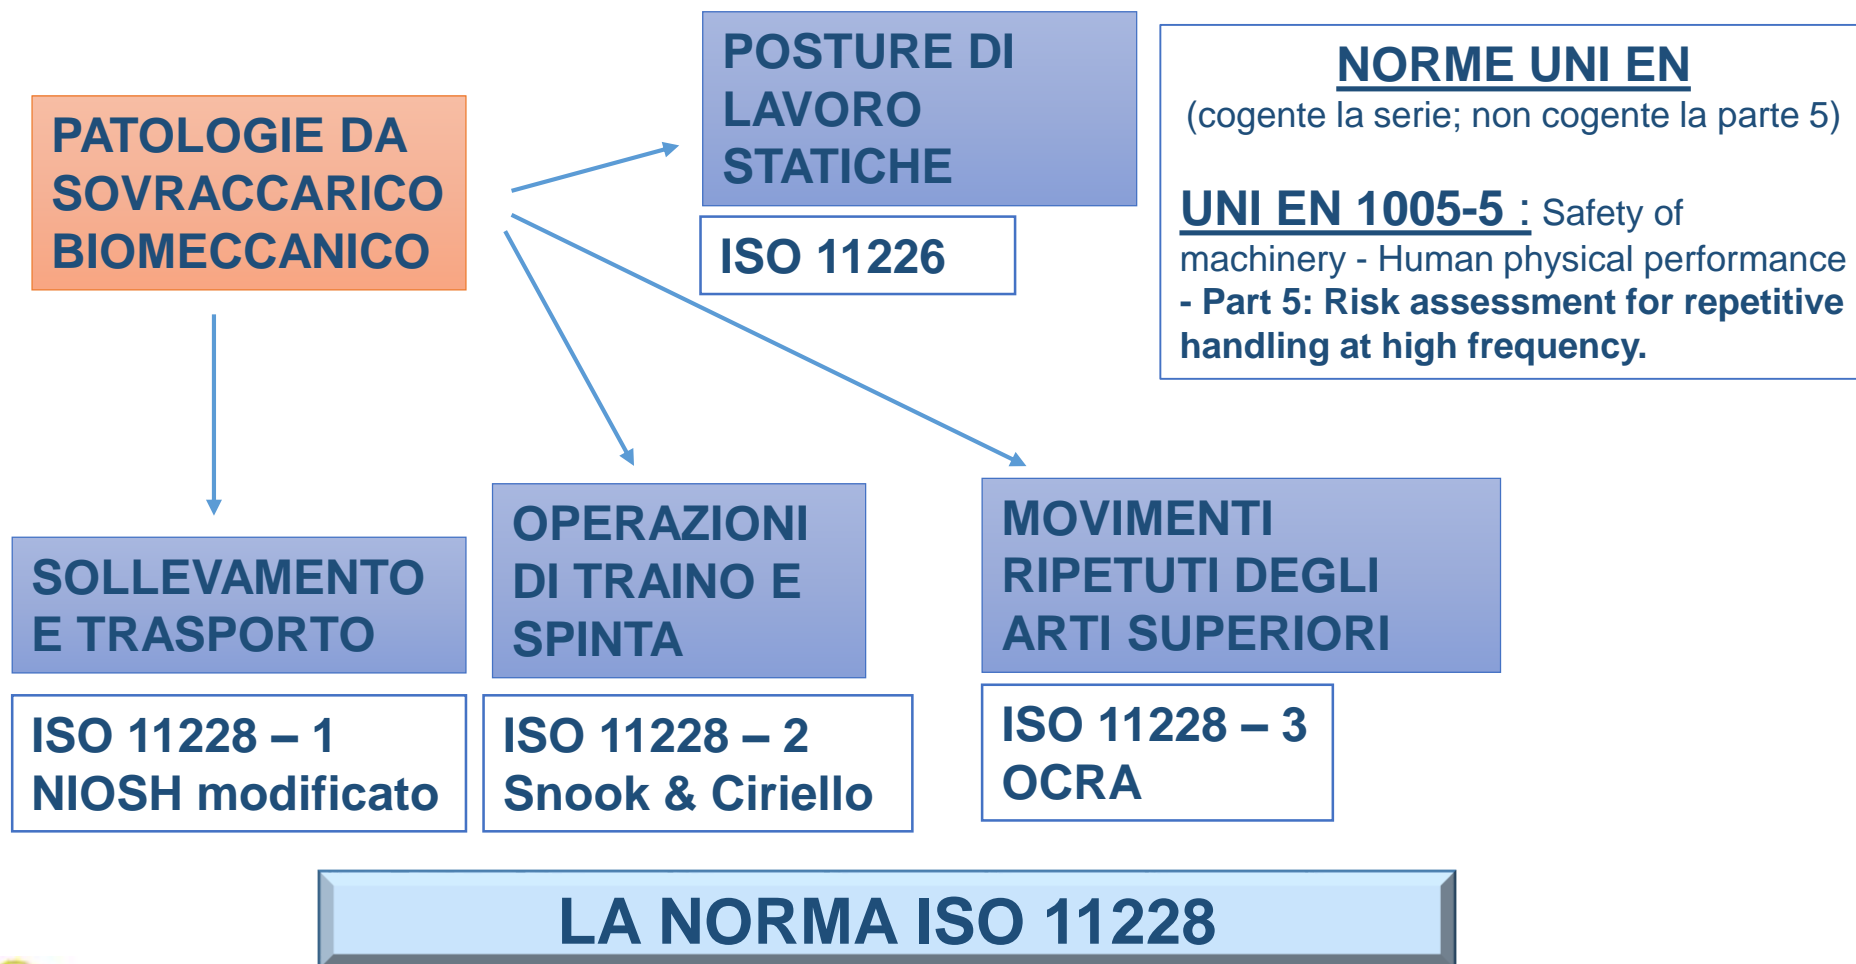 PATOLOGIE DA
SOVRACCARICO
BIOMECCANICO
POSTURE DI
LAVORO
STATICHE
ISO 11226
NORME UNI EN
(cogente la serie; non cogente la parte 5)
UNI EN 1005-5 : Safety of
machinery - Human physical performance
- Part 5: Risk assessment for repetitive
handling at high frequency.
SOLLEVAMENTO
E TRASPORTO
ISO 11228 – 1
NIOSH modificato
OPERAZIONI
DI TRAINO E
SPINTA
ISO 11228 – 2
Snook & Ciriello
MOVIMENTI
RIPETUTI DEGLI
ARTI SUPERIORI
ISO 11228 – 3
OCRA
LA NORMA ISO 11228